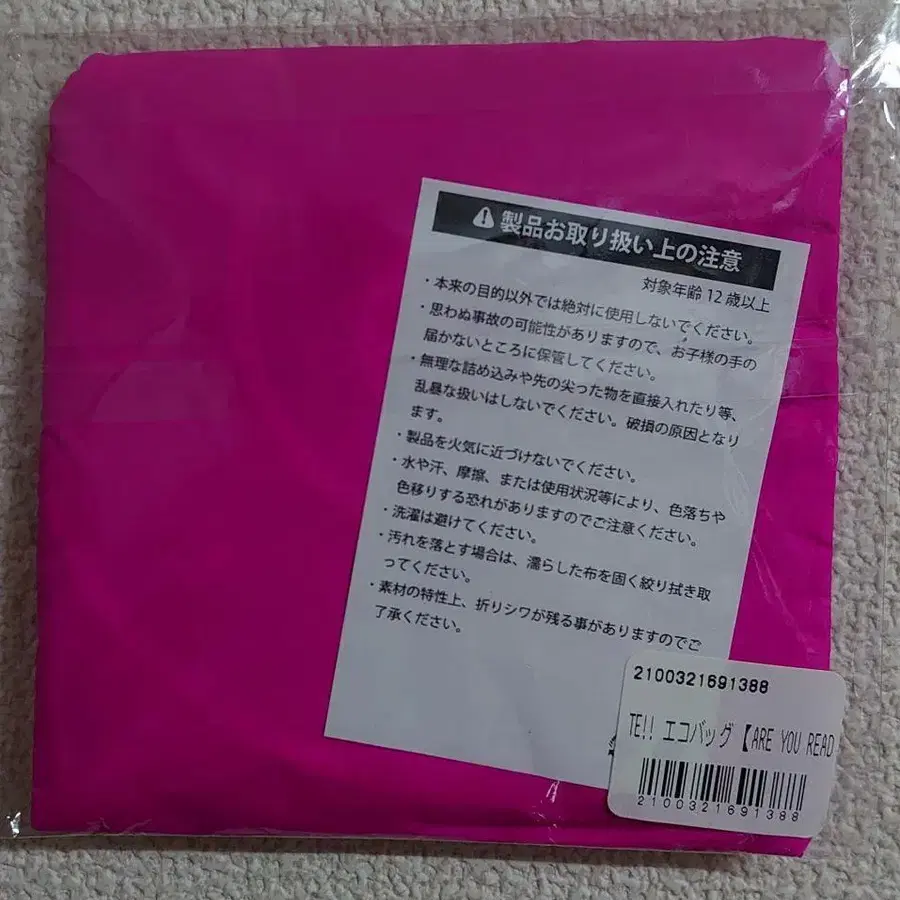 製品お取り扱い上の注意
対象年齢12歳以上
・本来の目的以外では絶対に使用しないでください。
・思わぬ事故の可能性がありますので、お子様の手の
届かないところに保管してください。
・無理な詰め込みや先の尖った物を直接入れたり等、
乱暴な扱いはしないでください。破損の原因となり
ます。
・製品を火気に近づけないでください。
・水や汗、摩擦、または使用状況等により、色落ちや
色移りする恐れがありますのでご注意ください。
・洗濯は避けてください。
・汚れを落とす場合は、濡らした布を固く絞り拭き取
ってください。
・素材の特性上、折りシワが残る事がありますのでご
了承ください。
2100321691388
TE!! エコバッグ【ARE YOU READ
2100321691388